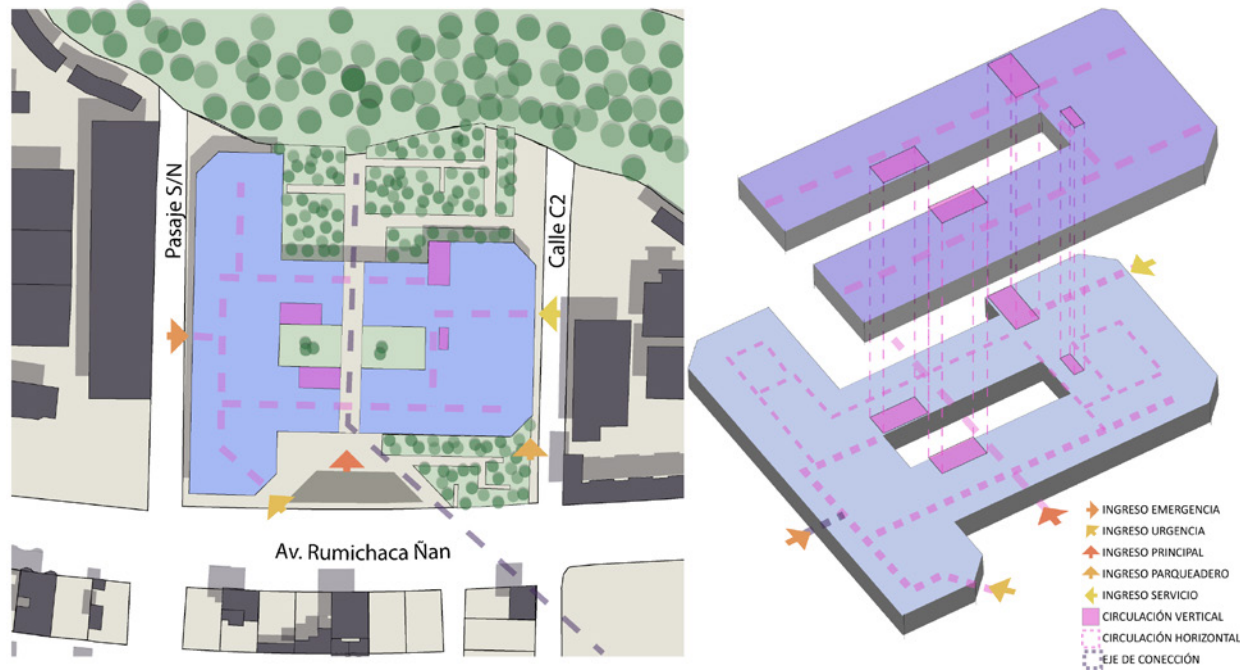 Pasaje S/N
Calle C2
Av. Rumichaca Ñan
INGRESO EMERGENCIA
INGRESO URGENCIA
INGRESO PRINCIPAL
INGRESO PARQUEADERO
INGRESO SERVICIO
CIRCULACIÓN VERTICAL
CIRCULACIÓN HORIZONTAL
EJE DE CONECCIÓN